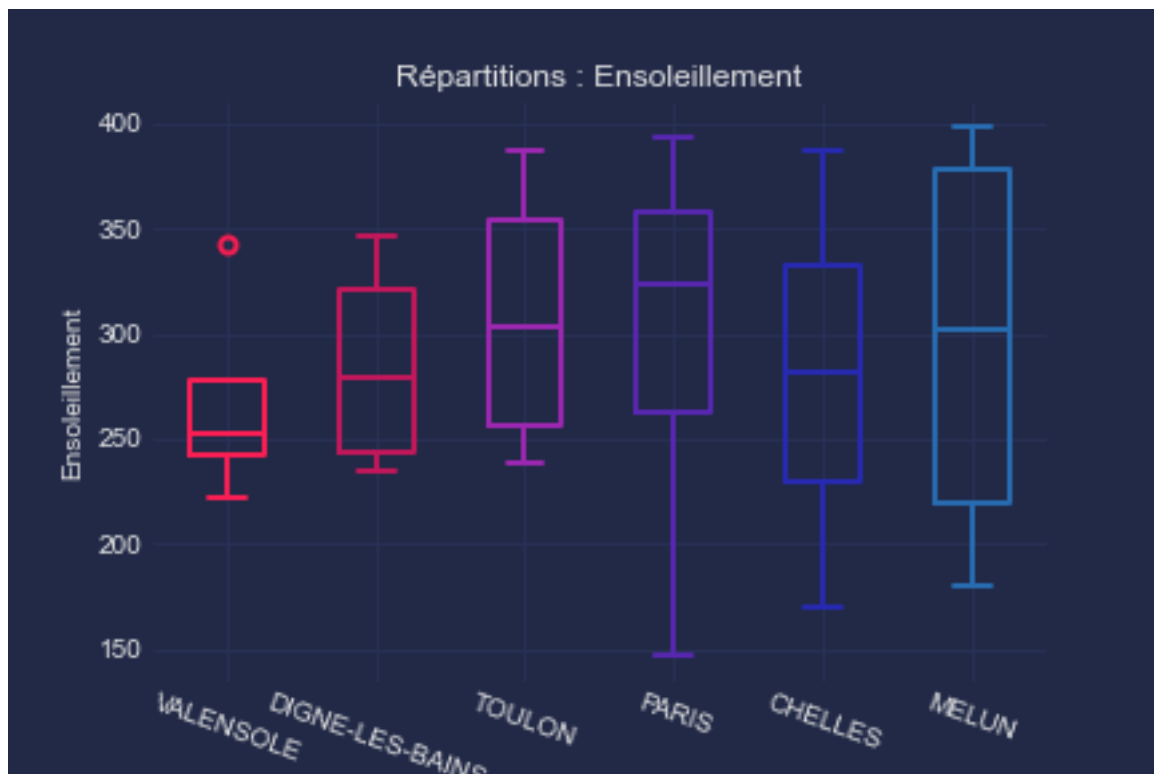 Répartitions : Ensoleillement
400
350
300
250
200
150
Ensoleillement
VALENSOLE
DIGNE-LES-BAINS
TOULON
PARIS
CHELLES
MELUN